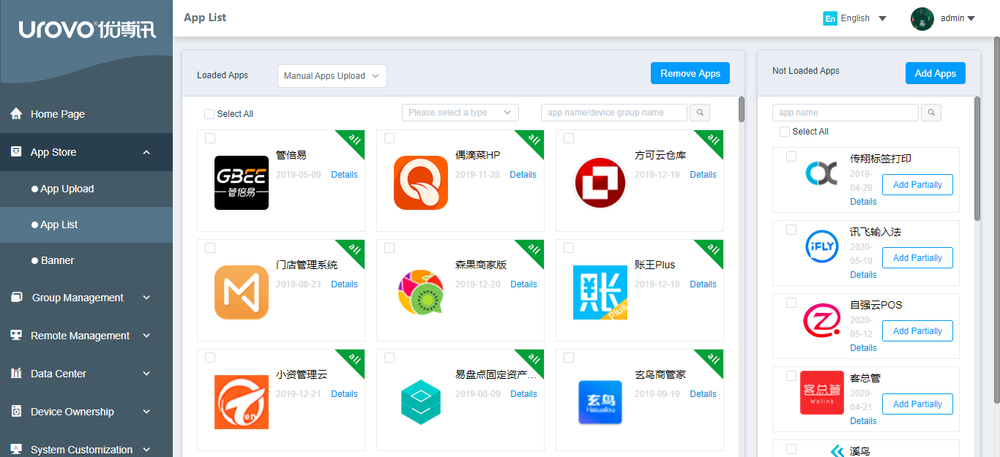 urovo®优博讯
App List
En English
admin
Home Page
App Store
App Upload
App List
Banner
Group Management
Remote Management
Data Center
Device Ownership
System Customization
Loaded Apps
Manual Apps Upload
Remove Apps
Select All
Please select a type
app name/device group name
all
GBEE
管倍易
管倍易
2019-05-09 Details
all
偶滴菜HP
2019-11-28 Details
all
方可云仓库
2019-12-19 Details
all
门店管理系统
2019-08-23 Details
all
森果商家版
2019-12-20 Details
all
账
Plus
账王Plus
2019-12-19 Details
all
en
小资管理云
2019-12-21 Details
all
易盘点固定资产...
2019-08-09 Details
all
玄鸟
玄鸟商管家
2019-09-19 Details
Not Loaded Apps
Add Apps
app name
Select All
传翔标签打印
2019-
04-29
Details
Add Partially
iFLY
讯飞输入法
2020-
05-19
Details
Add Partially
自强云POS
2020-
05-12
Details
Add Partially
客总管
Welink
客总管
2020-
04-21
Details
Add Partially
溪鸟